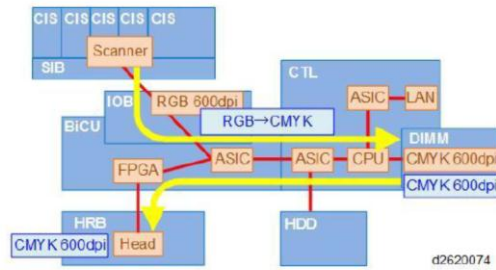 CIS CIS CIS CIS CIS
Scanner
SIB
CTL
IOB
RGB 600dpi
ASIC
LAN
RGB→CMYK
BiCU
DIMM
FPGA
ASIC
ASIC
CPU
CMYK 600dpi
CMYK 600dpi
HRB
HDD
CMYK 600dpi
Head
d2620074